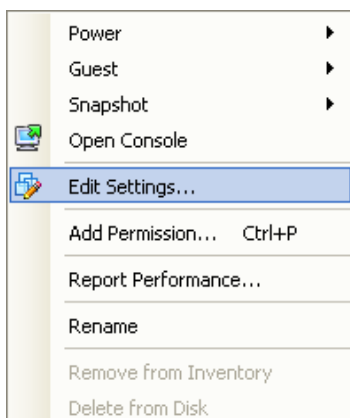 Power
Guest
Snapshot
Open Console
Edit Settings...
Add Permission... Ctrl+P
Report Performance...
Rename
Remove from Inventory
Delete from Disk